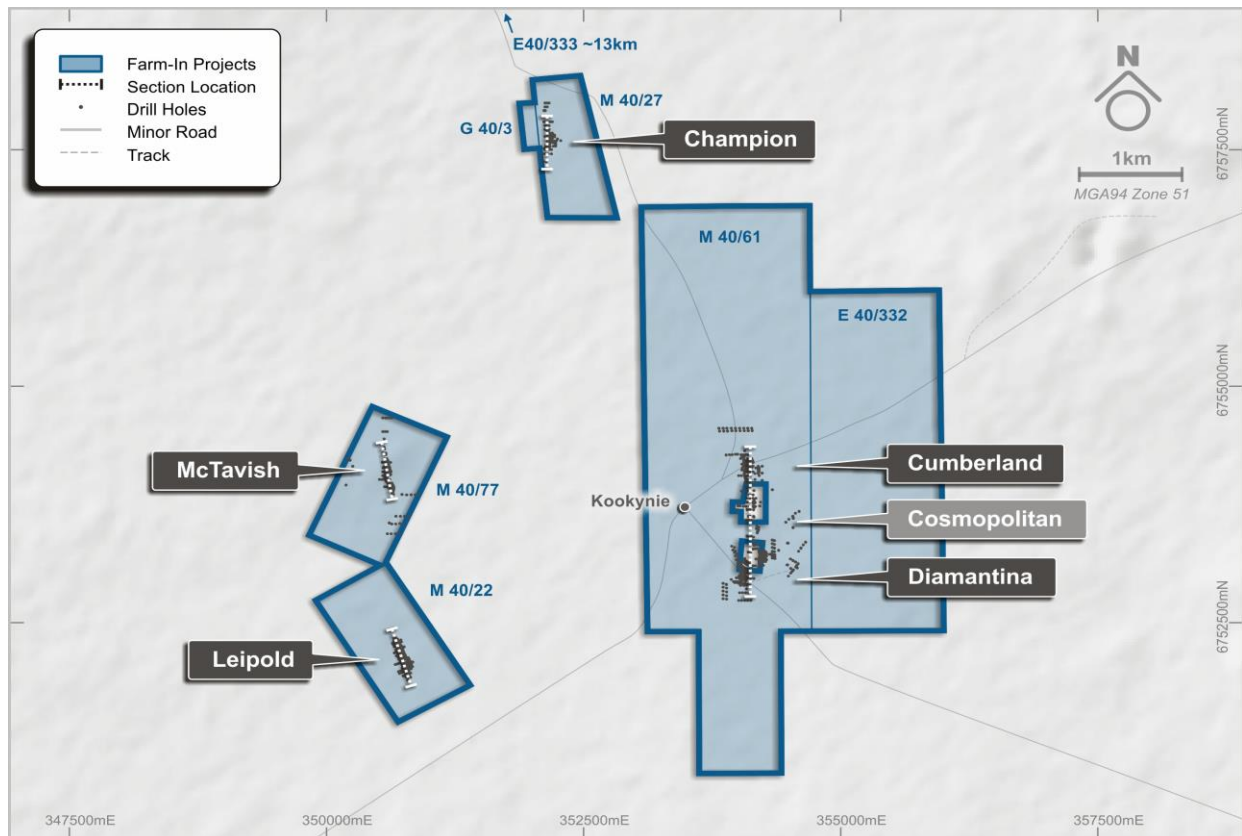 Farm-In Projects
Section Location
Drill Holes
Minor Road
Track
E40/333 ~13km
M 40/27
G 40/3
Champion
N
1km
MGA94 Zone 51
6757500mN
M 40/61
E 40/332
6755000mN
McTavish
M 40/77
Kookynie
Cumberland
Cosmopolitan
Diamantina
M 40/22
Leipold
6752500mN
347500mE
350000mE
352500mE
355000mE
357500mE